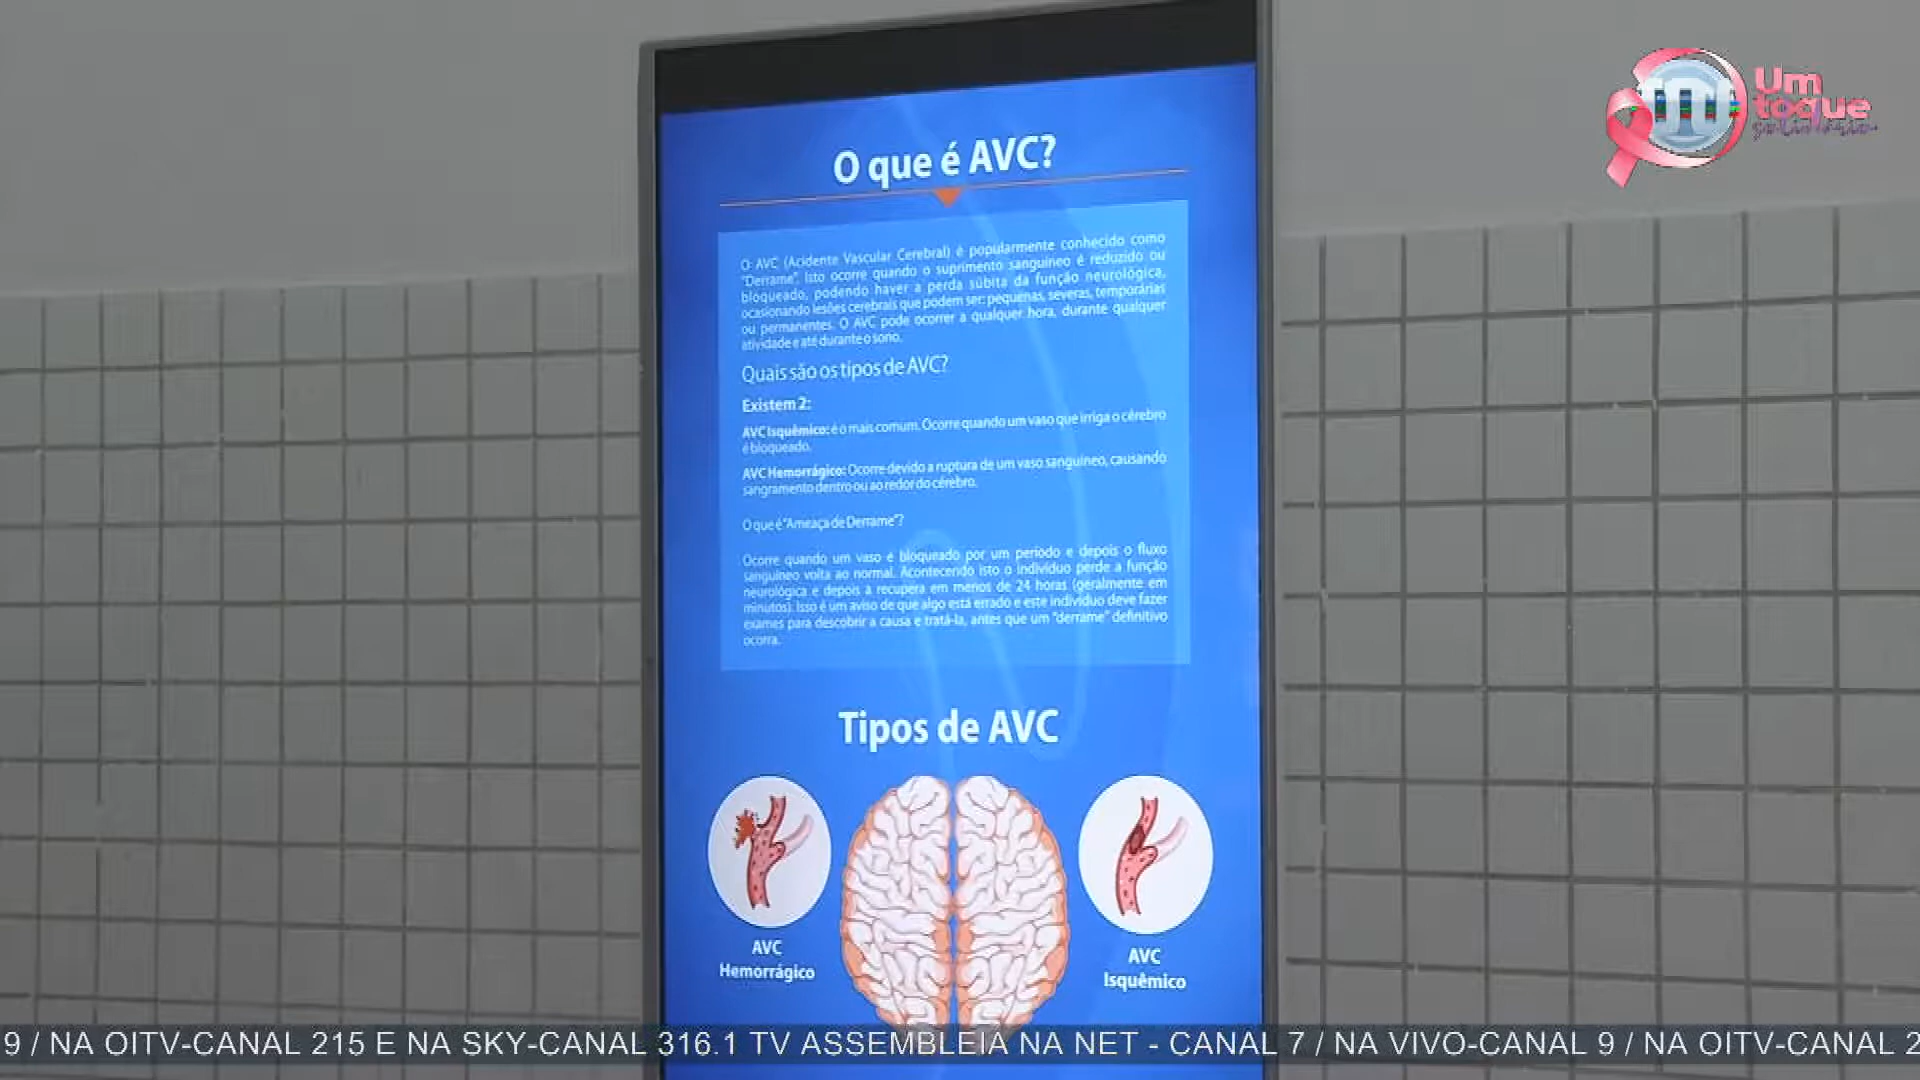 Um
toque
solidário
O que é AVC?
O AVC (Acidente Vascular Cerebral) é popularmente conhecido como
"Derrame". Isto ocorre quando o suprimento sanguíneo é reduzido ou
bloqueado, podendo haver a perda súbita da função neurológica,
ocasionando lesões cerebrais que podem ser: pequenas, severas, temporárias
ou permanentes. O AVC pode ocorrer a qualquer hora, durante qualquer
atividade e até durante o sono.
Quais são os tipos de AVC?
Existem 2:
AVC Isquêmico: é o mais comum. Ocorre quando um vaso que irriga o cérebro
é bloqueado.
AVC Hemorrágico: Ocorre devido a ruptura de um vaso sanguíneo, causando
sangramento dentro ou ao redor do cérebro.
O que é "Ameaça de Derrame"?
Ocorre quando um vaso é bloqueado por um período e depois o fluxo
sanguíneo volta ao normal. Acontecendo isto o indivíduo perde a função
neurológica e depois a recupera em menos de 24 horas (geralmente em
minutos). Isso é um aviso de que algo está errado e este indivíduo deve fazer
exames para descobrir a causa e tratá-la, antes que um "derrame" definitivo
ocorra.
Tipos de AVC
AVC
Hemorrágico
AVC
Isquêmico
9 / NA OITV-CANAL 215 E NA SKY-CANAL 316.1 TV ASSEMBLEIA NA NET - CANAL 7 / NA VIVO-CANAL 9 / NA OITV-CANAL 2